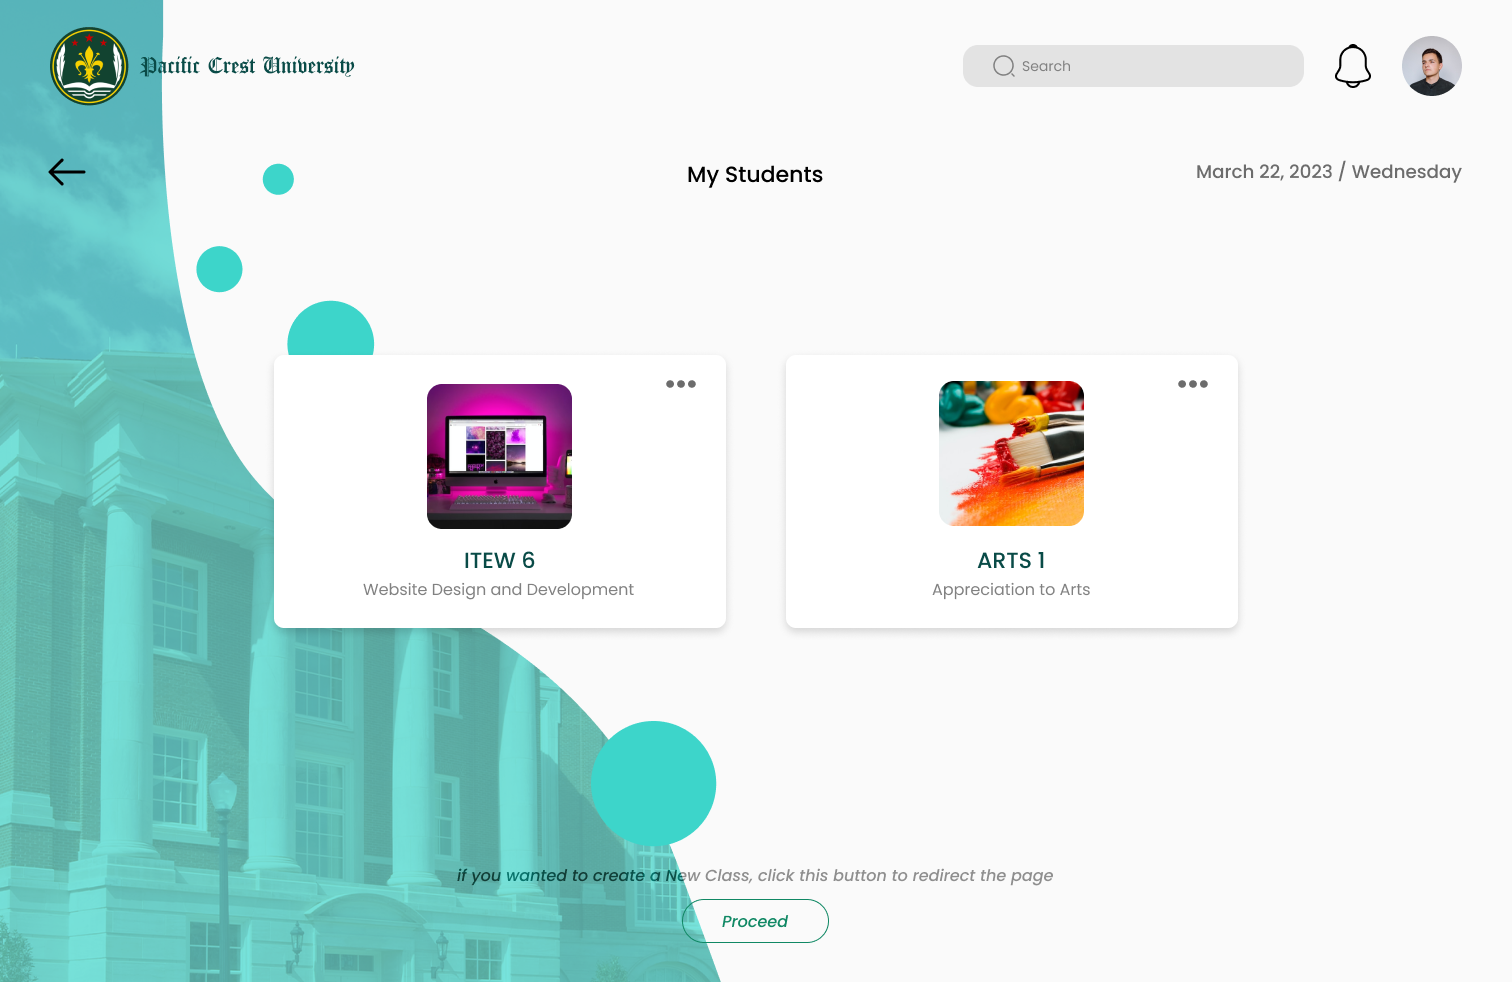 Pacific Crest University
Search
My Students
March 22, 2023 / Wednesday
ITEW 6
Website Design and Development
ARTS 1
Appreciation to Arts
if you wanted to create a New Class, click this button to redirect the page
Proceed